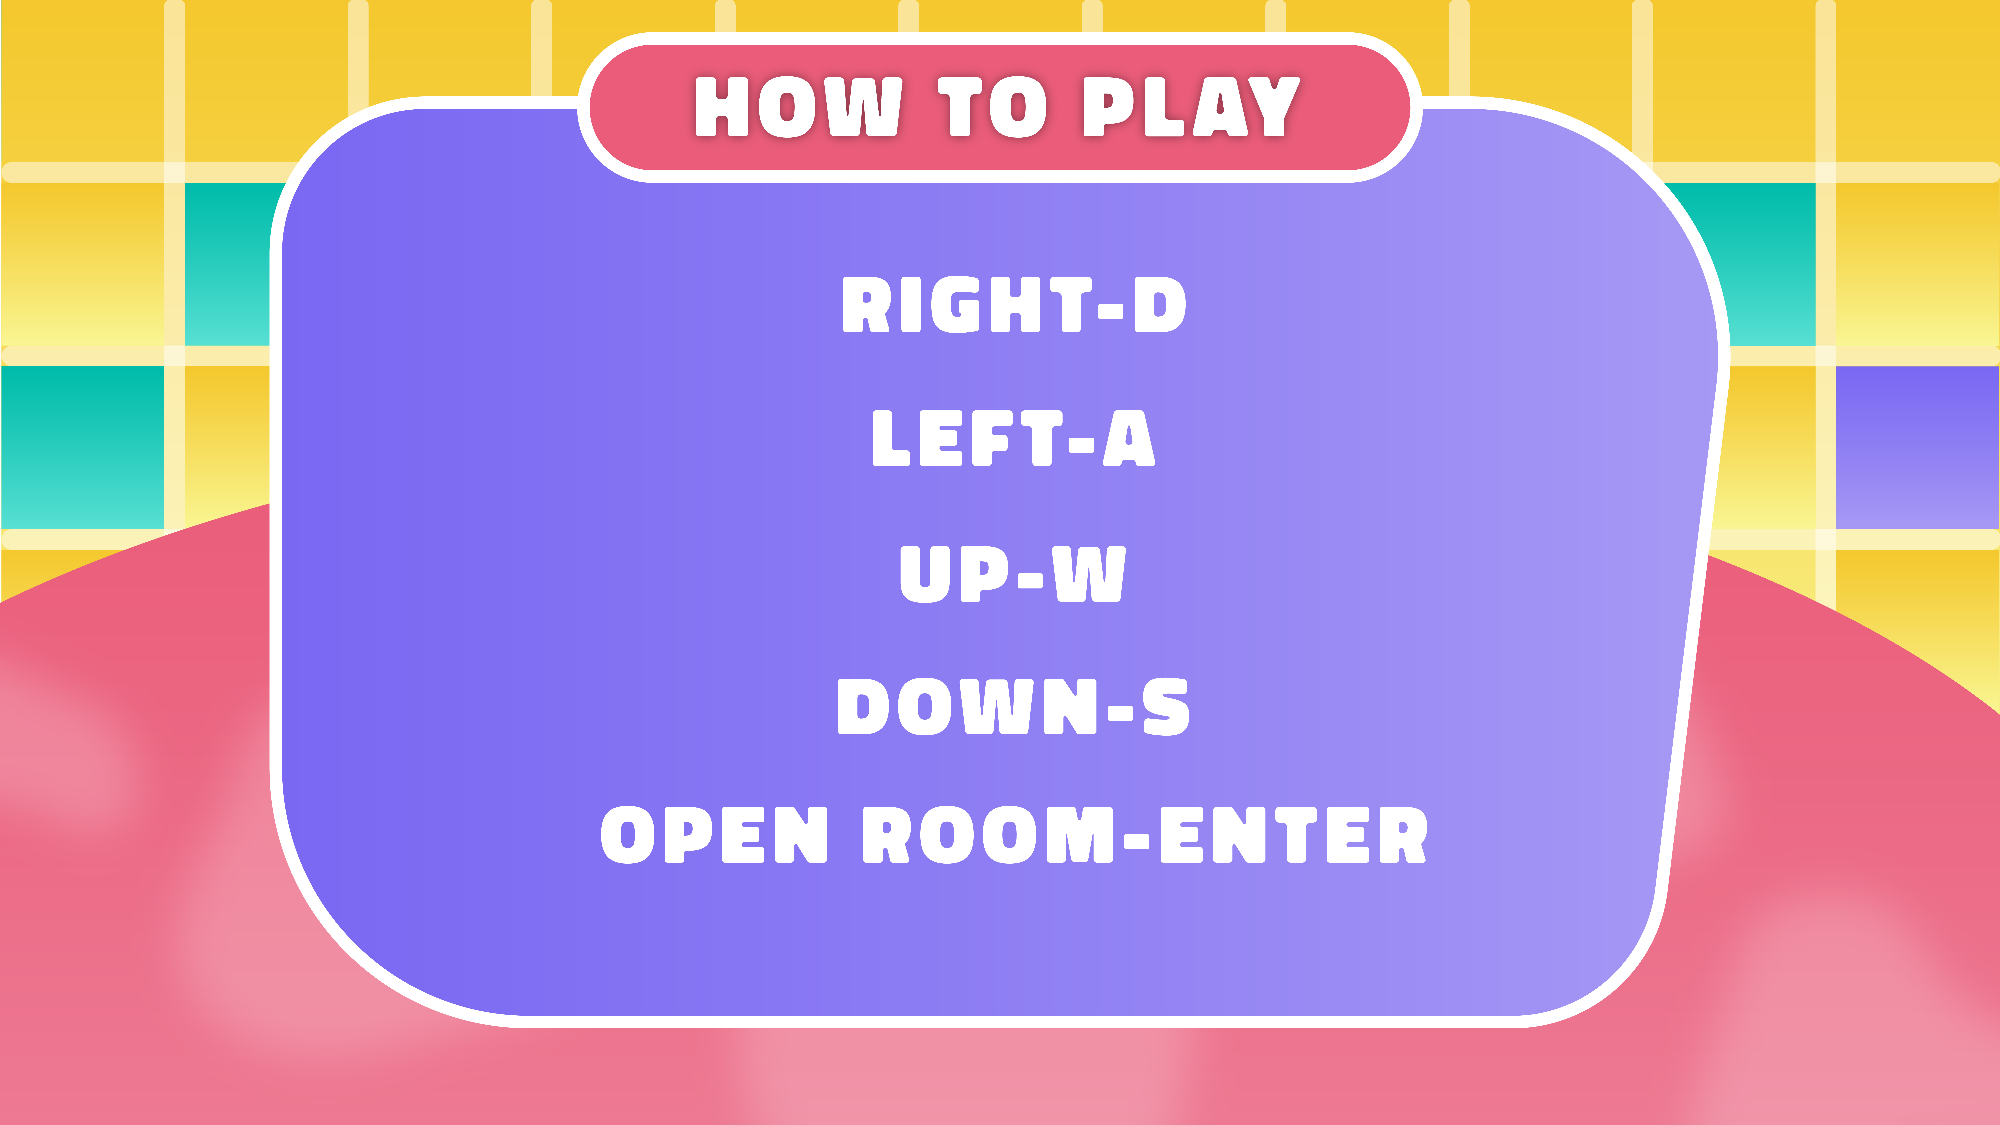 HOW TO PLAY
RIGHT-D
LEFT-A
UP-W
DOWN-S
OPEN ROOM-ENTER